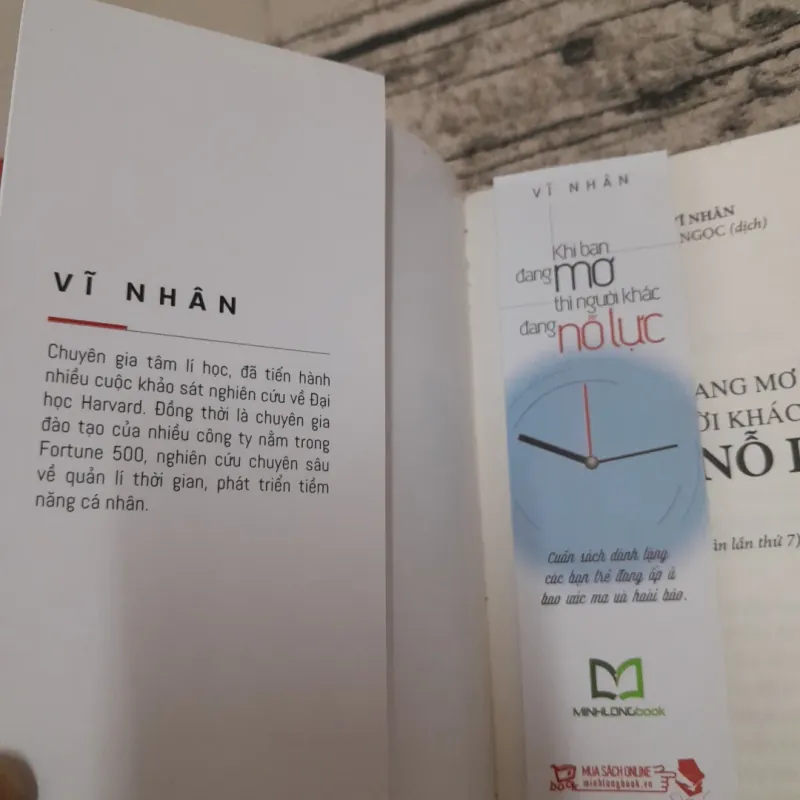 VĨ NHÂN
Chuyên gia tâm lí học, đã tiến hành
nhiều cuộc khảo sát nghiên cứu về Đại
học Harvard. Đồng thời là chuyên gia
đào tạo của nhiều công ty nằm trong
Fortune 500, nghiên cứu chuyên sâu
về quản lí thời gian, phát triển tiềm
năng cá nhân.
VĨ NHÂN
Khi bạn
đang mơ
thì người khác
đang nỗ lực
Cuốn sách dành tặng
các bạn trẻ đang ấp ủ
bao ước mơ và hoài bão.
MINHLONGbook
book
MUA SÁCH ONLINE
minhlongbook.vn
VĨ NHÂN
NGỌC (dịch)
ANG MƠ
ỜI KHÁC
NỖ L
in lần thứ 7)